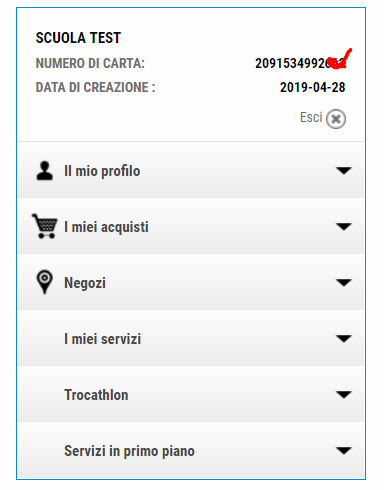 SCUOLA TEST
NUMERO DI CARTA:
DATA DI CREAZIONE : 2019-04-28
Esci
Il mio profilo
I miei acquisti
Negozi
I miei servizi
Trocathlon
Servizi in primo piano